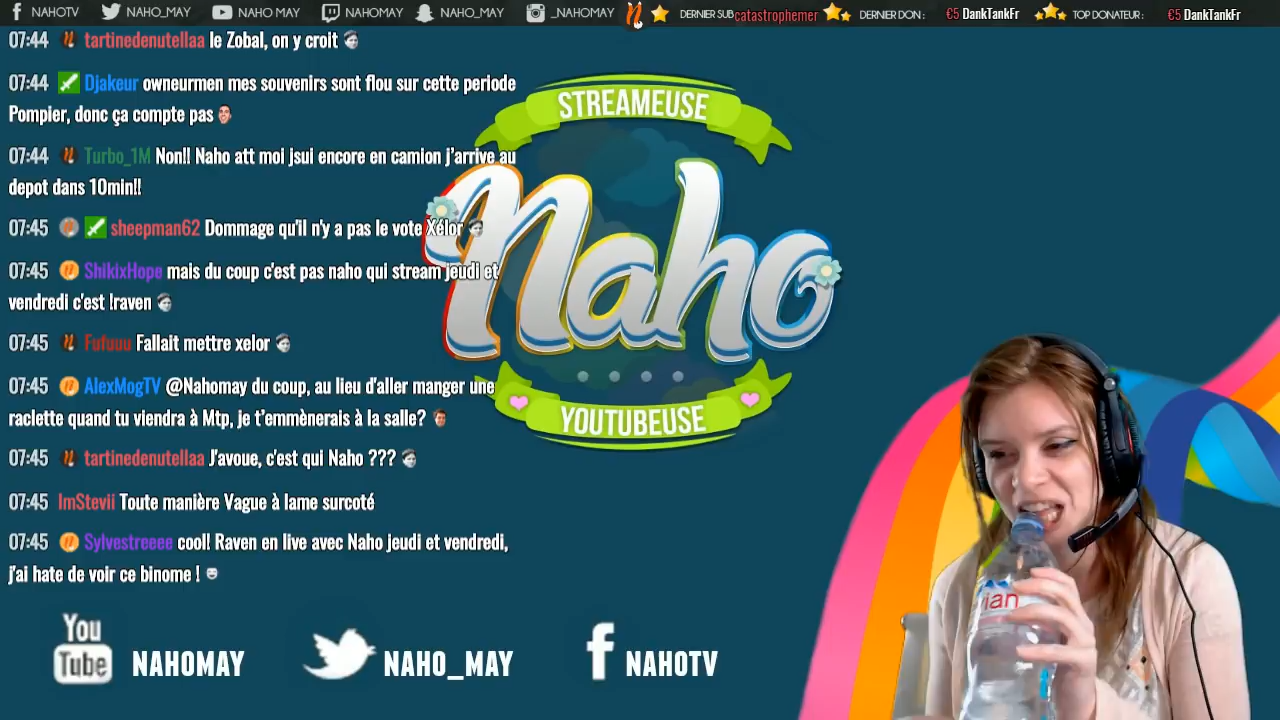 NAHOTV NAHO_MAY NAHO MAY NAHOMAY NAHO_MAY _NAHOMAY DERNIER SUB catastrophemer DERNIER DON : €5 DankTankFr TOP DONATEUR : €5 DankTankFr
07:44 tartinedenutellaa le Zobal, on y croit
07:44 Djakeur owneurmen mes souvenirs sont flou sur cette periode
Pompier, donc ça compte pas
07:44 Turbo_1M Non!! Naho att moi jsui encore en camion j'arrive au
depot dans 10min!!
07:45 sheepman62 Dommage qu'il n'y a pas le vote Xélor
07:45 ShikixHope mais du coup c'est pas naho qui stream jeudi et
vendredi c'est !raven
07:45 Fufuuu Fallait mettre xelor
07:45 AlexMogTV @Nahomay du coup, au lieu d'aller manger une
raclette quand tu viendra à Mtp, je t'emmènerais à la salle?
07:45 tartinedenutellaa J'avoue, c'est qui Naho ???
07:45 ImStevii Toute manière Vague à lame surcoté
07:45 Sylvestreeee cool! Raven en live avec Naho jeudi et vendredi,
j'ai hate de voir ce binome !
STREAMEUSE
Naho
YOUTUBEUSE
ian
You
Tube
NAHOMAY NAHO_MAY NAHOTV